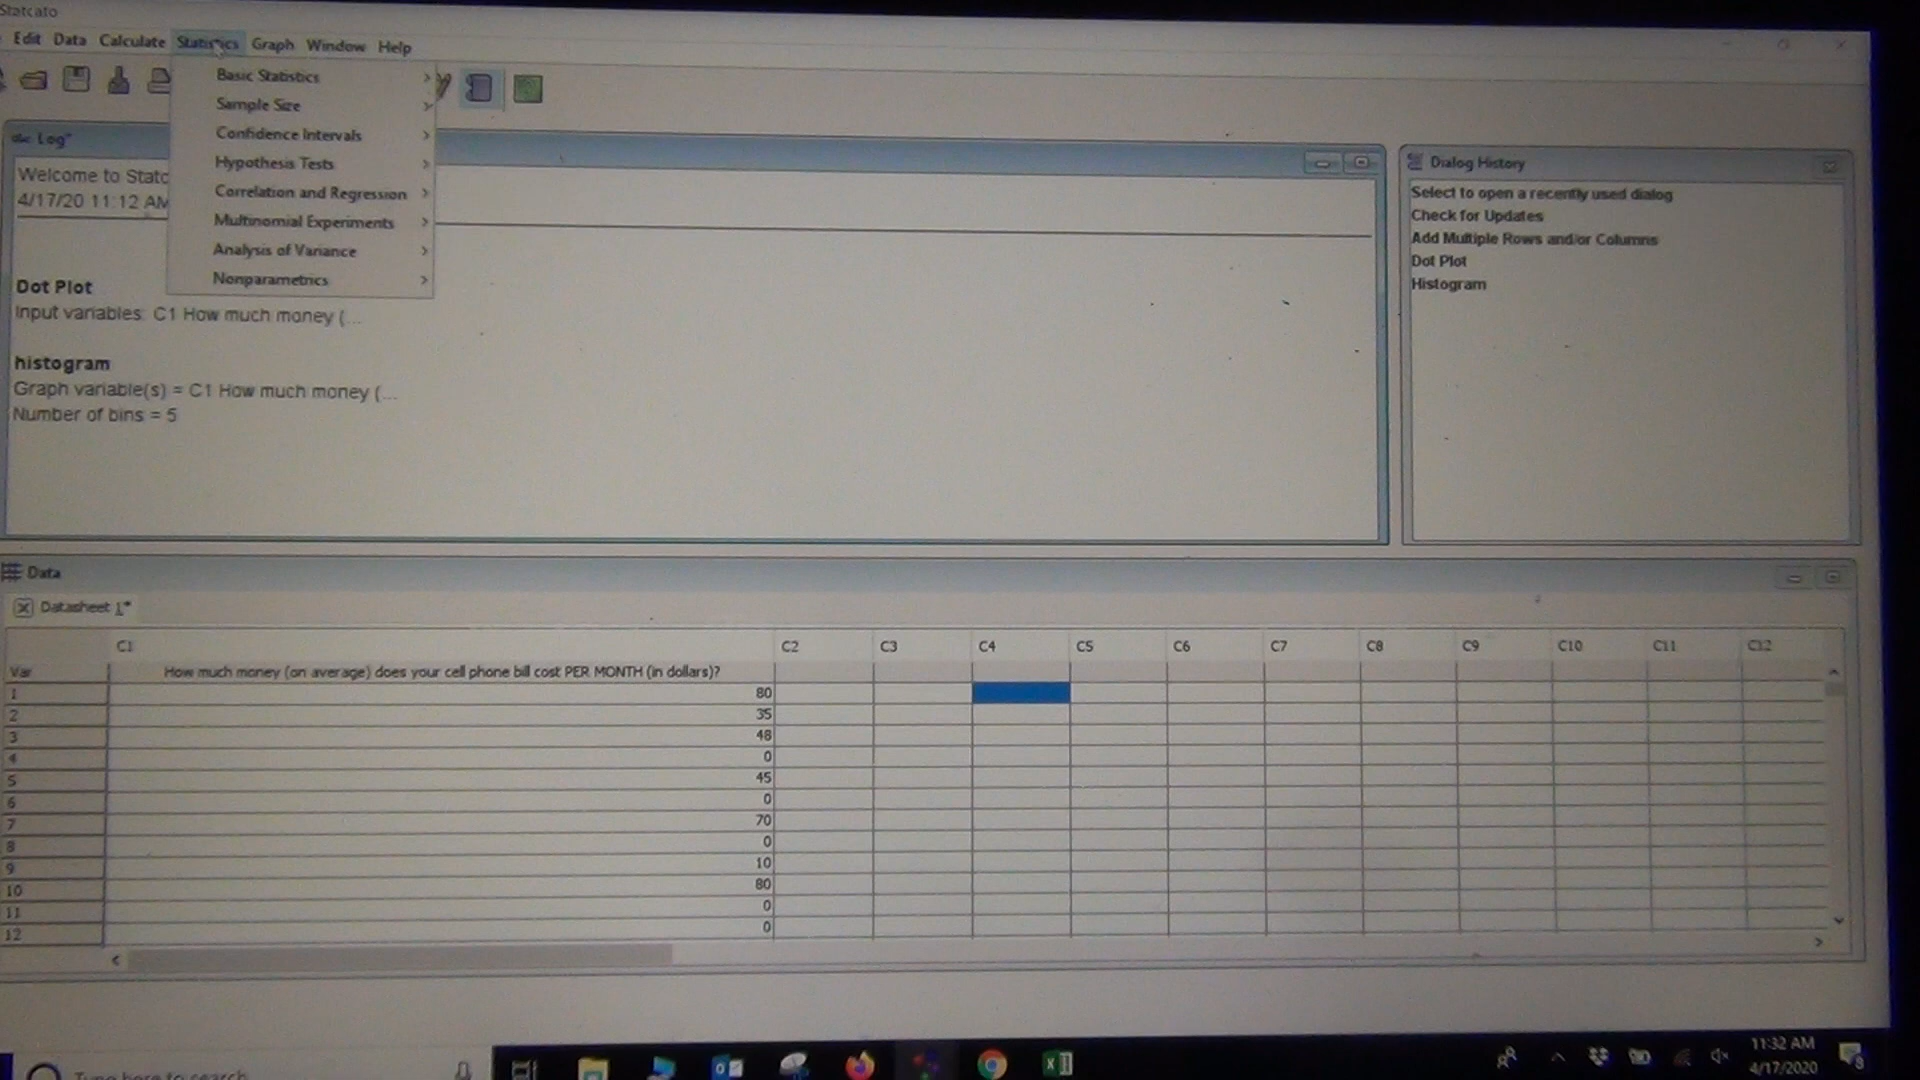 Statcato
Edit Data Calculate Statistics Graph Window Help
Basic Statistics
Sample Size
Confidence Intervals
Hypothesis Tests
Correlation and Regression
Multinomial Experiments
Analysis of Variance
Nonparametrics
Log*
Welcome to Statc
4/17/20 11:12 AM
Dot Plot
Input variables: C1 How much money (...
histogram
Graph variable(s) = C1 How much money (...
Number of bins = 5
Dialog History
Select to open a recently used dialog
Check for Updates
Add Multiple Rows and/or Columns
Dot Plot
Histogram
Data
Datasheet 1*
C1 C2 C3 C4 C5 C6 C7 C8 C9 C10 C11 C12
Var How much money (on average) does your cell phone bill cost PER MONTH (in dollars)?
1 80
2 35
3 48
4 0
5 45
6 0
7 70
8 0
9 10
10 80
11 0
12 0
Type here to search
11:32 AM
4/17/2020